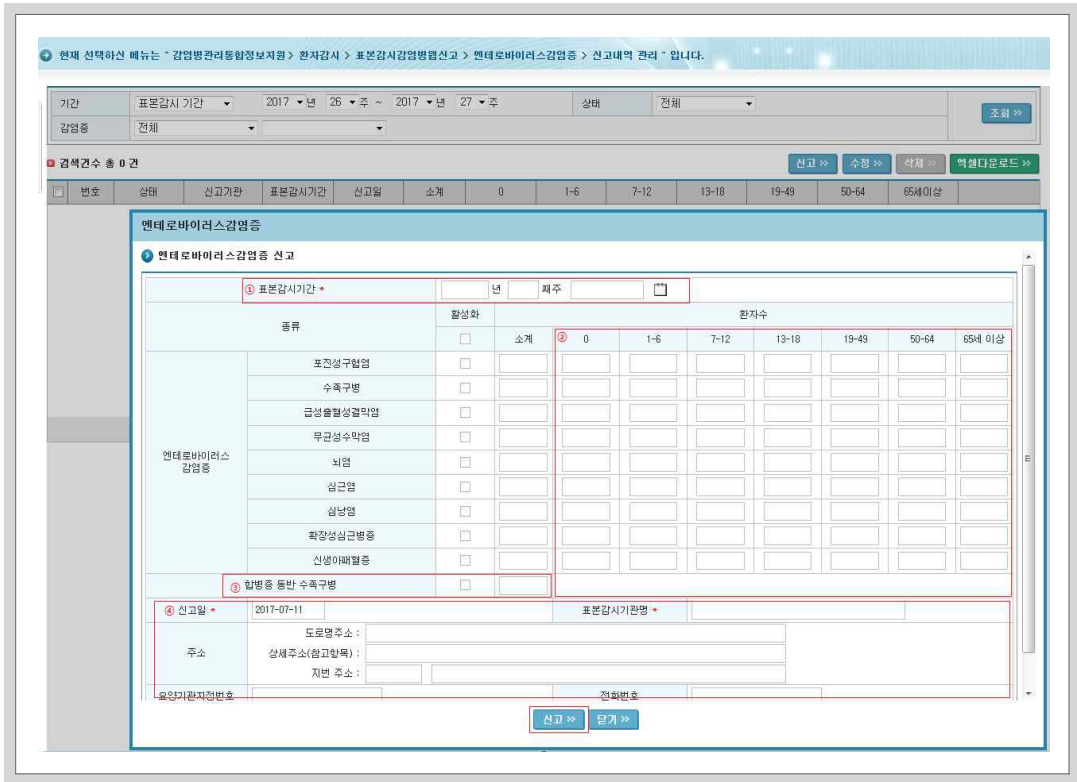 현재 선택하신 메뉴는 " 감염병관리통합정보지원 > 환자감시 > 표본감시감염병웹신고 > 엔테로바이러스감염증 > 신고내역 관리 " 입니다.
기간 표본감시 기간 2017 년 26 주 ~ 2017 년 27 주 상태 전체
조회 »
감염증 전체
검색건수 총 0 건 신고 » 수정 » 삭제 » 엑셀다운로드 »
번호 상태 신고기관 표본감시기간 신고일 소계 0 1-6 7-12 13-18 19-49 50-64 65세이상
엔테로바이러스감염증
엔테로바이러스감염증 신고
① 표본감시기간 * 년 째주
종류 활성화 환자수
소계 ② 0 1-6 7-12 13-18 19-49 50-64 65세 이상
포진성구협염
수족구병
급성출혈성결막염
무균성수막염
엔테로바이러스
감염증
뇌염
심근염
심낭염
확장성심근병증
신생아패혈증
③ 합병증 동반 수족구병
④ 신고일 * 2017-07-11 표본감시기관명 *
주소
도로명주소 :
상세주소(참고항목) :
지번 주소 :
요양기관지정번호 전화번호
신고 » 닫기 »